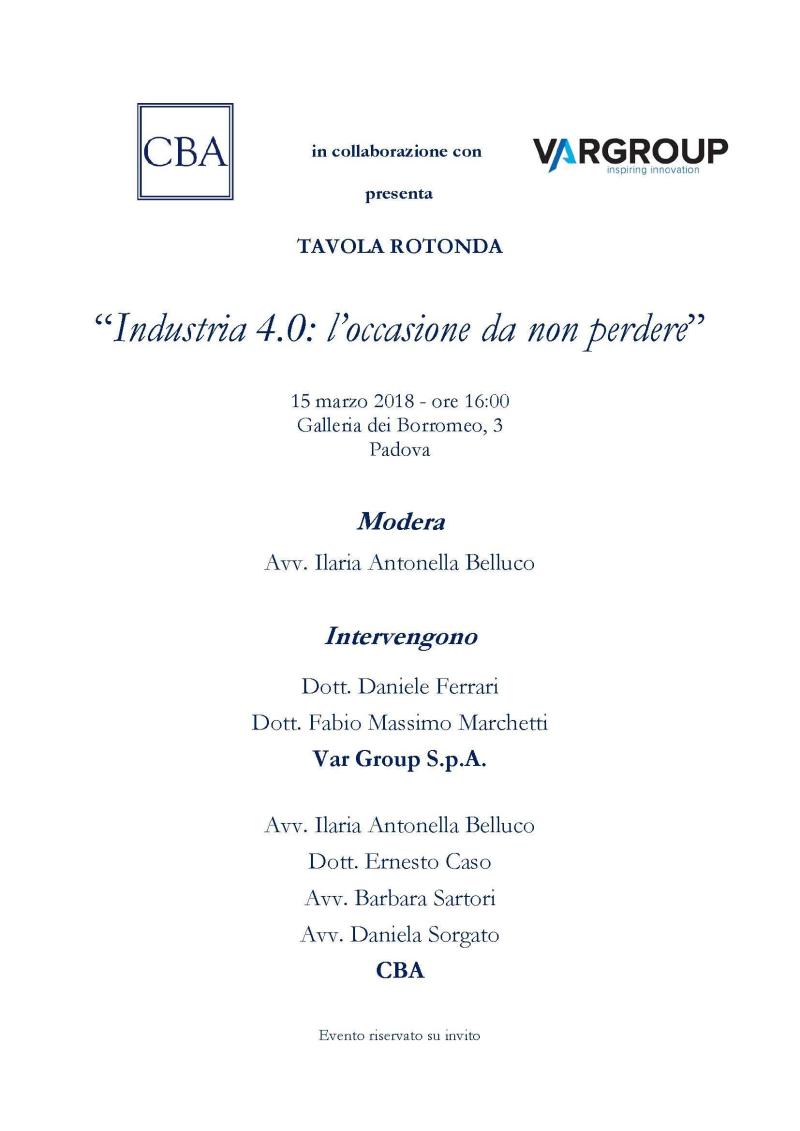 CBA
in collaborazione con
VARGROUP
inspiring innovation
presenta
TAVOLA ROTONDA
“Industria 4.0: l’occasione da non perdere”
15 marzo 2018 - ore 16:00
Galleria dei Borromeo, 3
Padova
Modera
Avv. Ilaria Antonella Belluco
Intervengono
Dott. Daniele Ferrari
Dott. Fabio Massimo Marchetti
Var Group S.p.A.
Avv. Ilaria Antonella Belluco
Dott. Ernesto Caso
Avv. Barbara Sartori
Avv. Daniela Sorgato
CBA
Evento riservato su invito